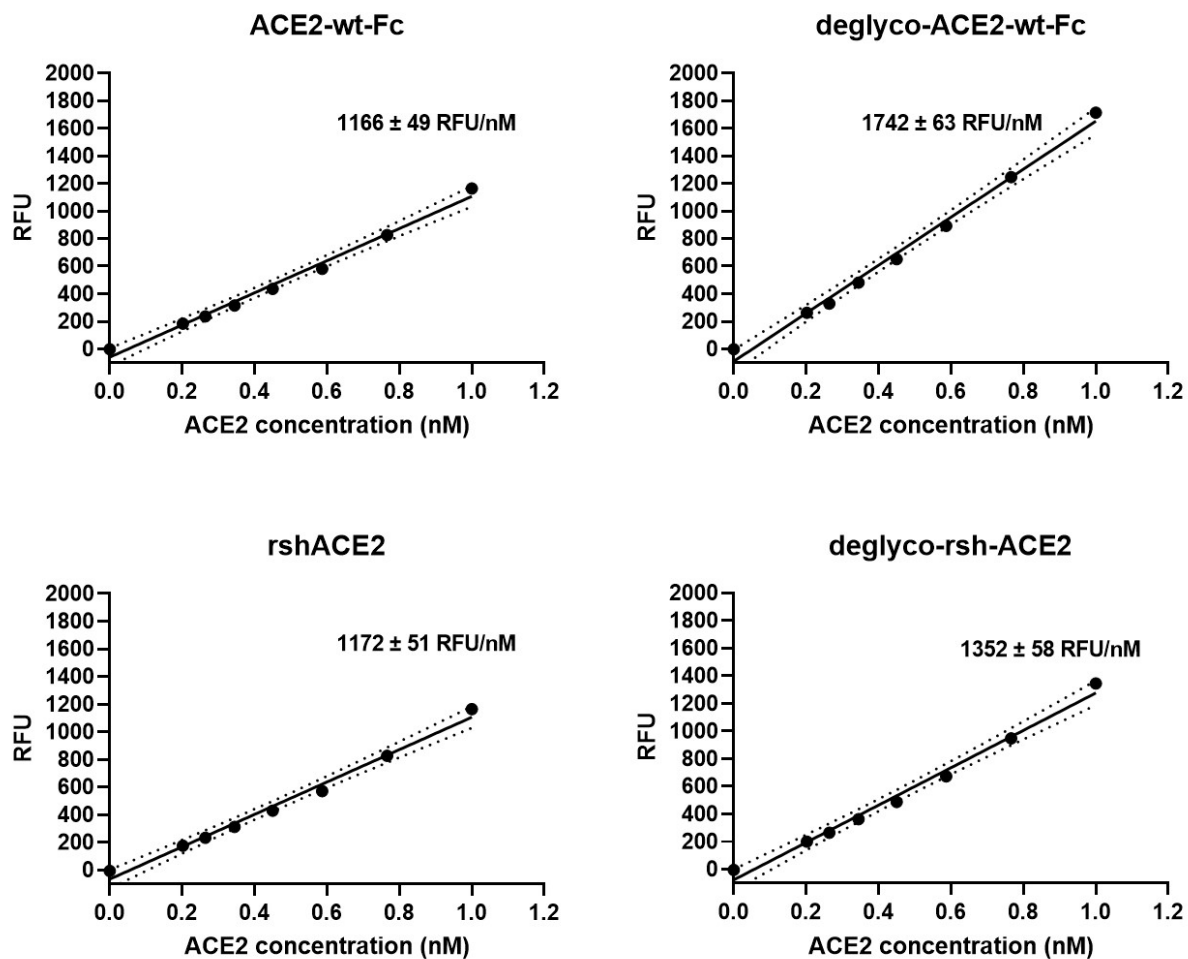 ACE2-wt-Fc
2000
1800
1600
1400
1200
1000
800
600
400
200
0
RFU
1166 ± 49 RFU/nM
0.0 0.2 0.4 0.6 0.8 1.0 1.2
ACE2 concentration (nM)
deglyco-ACE2-wt-Fc
2000
1800
1600
1400
1200
1000
800
600
400
200
0
RFU
1742 ± 63 RFU/nM
0.0 0.2 0.4 0.6 0.8 1.0 1.2
ACE2 concentration (nM)
rshACE2
2000
1800
1600
1400
1200
1000
800
600
400
200
0
RFU
1172 ± 51 RFU/nM
0.0 0.2 0.4 0.6 0.8 1.0 1.2
ACE2 concentration (nM)
deglyco-rsh-ACE2
2000
1800
1600
1400
1200
1000
800
600
400
200
0
RFU
1352 ± 58 RFU/nM
0.0 0.2 0.4 0.6 0.8 1.0 1.2
ACE2 concentration (nM)